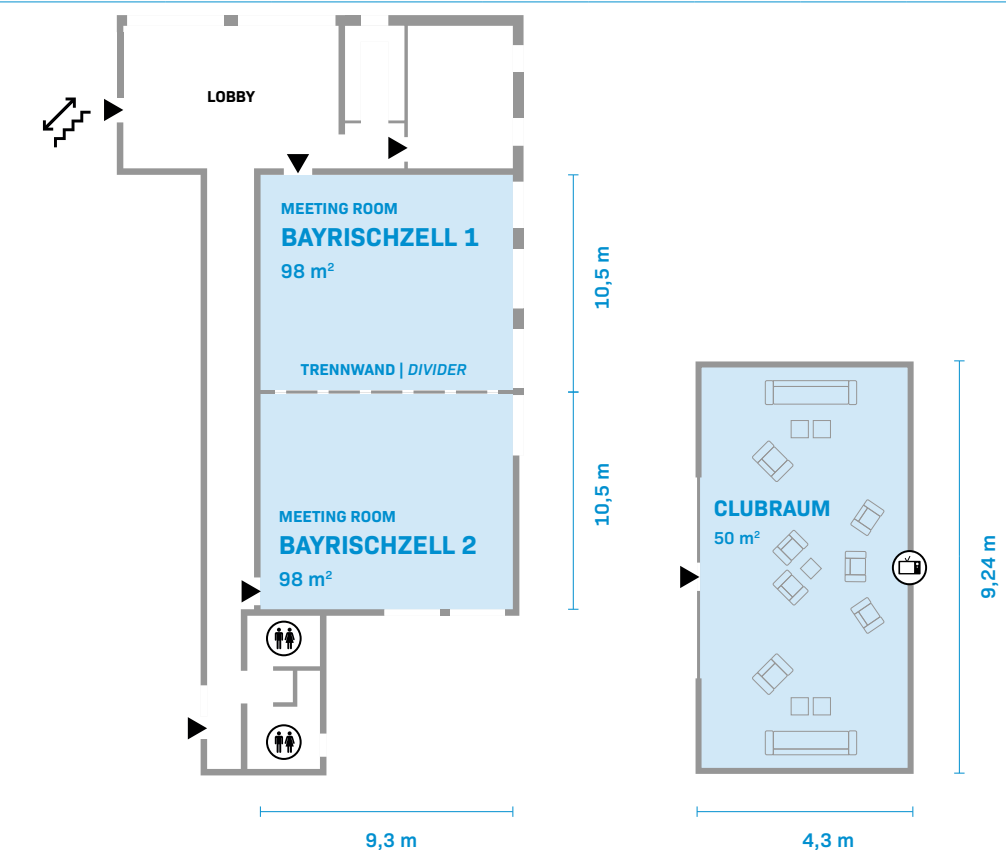 LOBBY
MEETING ROOM
BAYRISCHZELL 1
98 m²
10,5 m
TRENNWAND | DIVIDER
MEETING ROOM
BAYRISCHZELL 2
98 m²
10,5 m
CLUBRAUM
50 m²
9,24 m
9,3 m
4,3 m